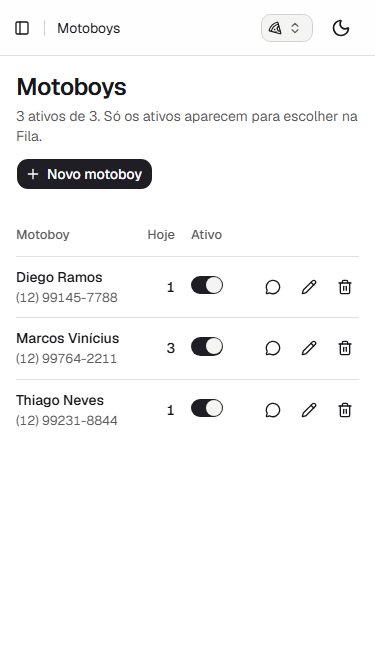 Motoboys
Motoboys
3 ativos de 3. Só os ativos aparecem para escolher na
Fila.
Novo motoboy
Motoboy Hoje Ativo
Diego Ramos
(12) 99145-7788
1
Marcos Vinícius
(12) 99764-2211
3
Thiago Neves
(12) 99231-8844
1